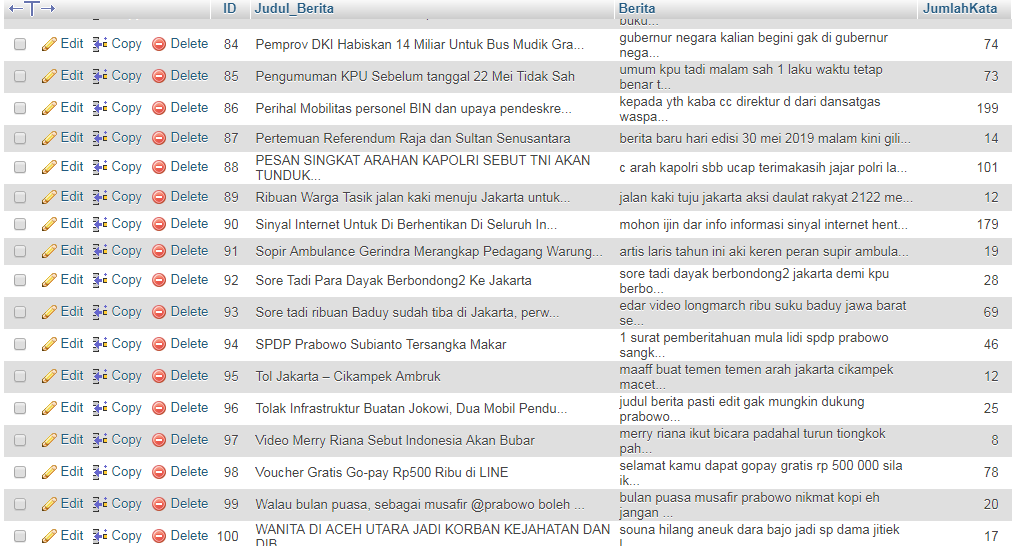 ID Judul_Berita Berita JumlahKata
buku...
Edit Copy Delete 84 Pemprov DKI Habiskan 14 Miliar Untuk Bus Mudik Gra... gubernur negara kalian begini gak di gubernur 74
nega...
Edit Copy Delete 85 Pengumuman KPU Sebelum tanggal 22 Mei Tidak Sah umum kpu tadi malam sah 1 laku waktu tetap 73
benar t...
Edit Copy Delete 86 Perihal Mobilitas personel BIN dan upaya pendeskre... kepada yth kaba cc direktur d dari dansatgas 199
waspa...
Edit Copy Delete 87 Pertemuan Referendum Raja dan Sultan Senusantara berita baru hari edisi 30 mei 2019 malam kini gili... 14
Edit Copy Delete 88 PESAN SINGKAT ARAHAN KAPOLRI SEBUT TNI AKAN c arah kapolri sbb ucap terimakasih jajar polri la... 101
TUNDUK...
Edit Copy Delete 89 Ribuan Warga Tasik jalan kaki menuju Jakarta untuk... jalan kaki tuju jakarta aksi daulat rakyat 2122 me... 12
Edit Copy Delete 90 Sinyal Internet Untuk Di Berhentikan Di Seluruh In... mohon ijin dar info informasi sinyal internet hent... 179
Edit Copy Delete 91 Sopir Ambulance Gerindra Merangkap Pedagang Warung... artis laris tahun ini aki keren peran supir ambula... 19
Edit Copy Delete 92 Sore Tadi Para Dayak Berbondong2 Ke Jakarta sore tadi dayak berbondong2 jakarta demi kpu 28
berbo...
Edit Copy Delete 93 Sore tadi ribuan Baduy sudah tiba di Jakarta, perw... edar video longmarch ribu suku baduy jawa barat 69
se...
Edit Copy Delete 94 SPDP Prabowo Subianto Tersangka Makar 1 surat pemberitahuan mula lidi spdp prabowo 46
sangk...
Edit Copy Delete 95 Tol Jakarta – Cikampek Ambruk maaff buat temen temen arah jakarta cikampek 12
macet...
Edit Copy Delete 96 Tolak Infrastruktur Buatan Jokowi, Dua Mobil Pendu... judul berita pasti edit gak mungkin dukung 25
prabowo...
Edit Copy Delete 97 Video Merry Riana Sebut Indonesia Akan Bubar merry riana ikut bicara padahal turun tiongkok 8
pah...
Edit Copy Delete 98 Voucher Gratis Go-pay Rp500 Ribu di LINE selamat kamu dapat gopay gratis rp 500 000 sila 78
ik...
Edit Copy Delete 99 Walau bulan puasa, sebagai musafir @prabowo boleh ... bulan puasa musafir prabowo nikmat kopi eh 20
jangan ...
Edit Copy Delete 100 WANITA DI ACEH UTARA JADI KORBAN KEJAHATAN DAN souna hilang aneuk dara bajo jadi sp dama jitiek 17
DIB...